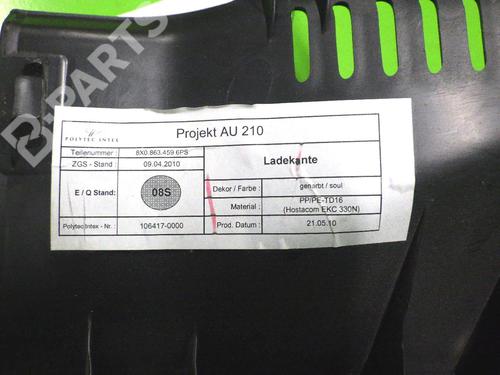 B-PARTS
POLYTEC INTEX
Projekt AU 210
Teilenummer : 8X0.863.459 6PS
ZGS - Stand : 09.04.2010
Ladekante
E / Q Stand : 08S
Dekor / Farbe : genarbt / soul
Material : PP/PE-TD16
(Hostacom EKC 330N)
Polytec Intex - Nr. : 106417-0000
Prod. Datum : 21.05.10